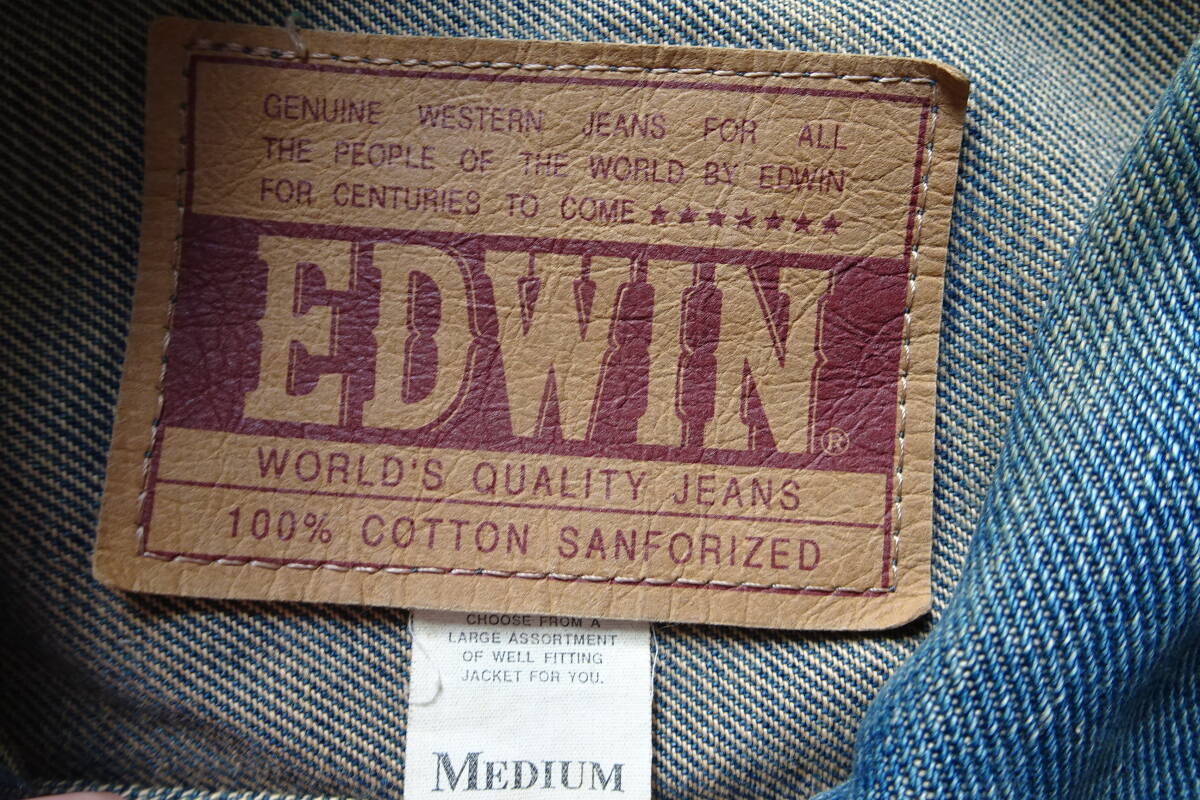 GENUINE WESTERN JEANS FOR ALL
THE PEOPLE OF THE WORLD BY EDWIN
FOR CENTURIES TO COME ★★★★★★★
EDWIN®
WORLD'S QUALITY JEANS
100% COTTON SANFORIZED
CHOOSE FROM A
LARGE ASSORTMENT
OF WELL FITTING
JACKET FOR YOU.
MEDIUM